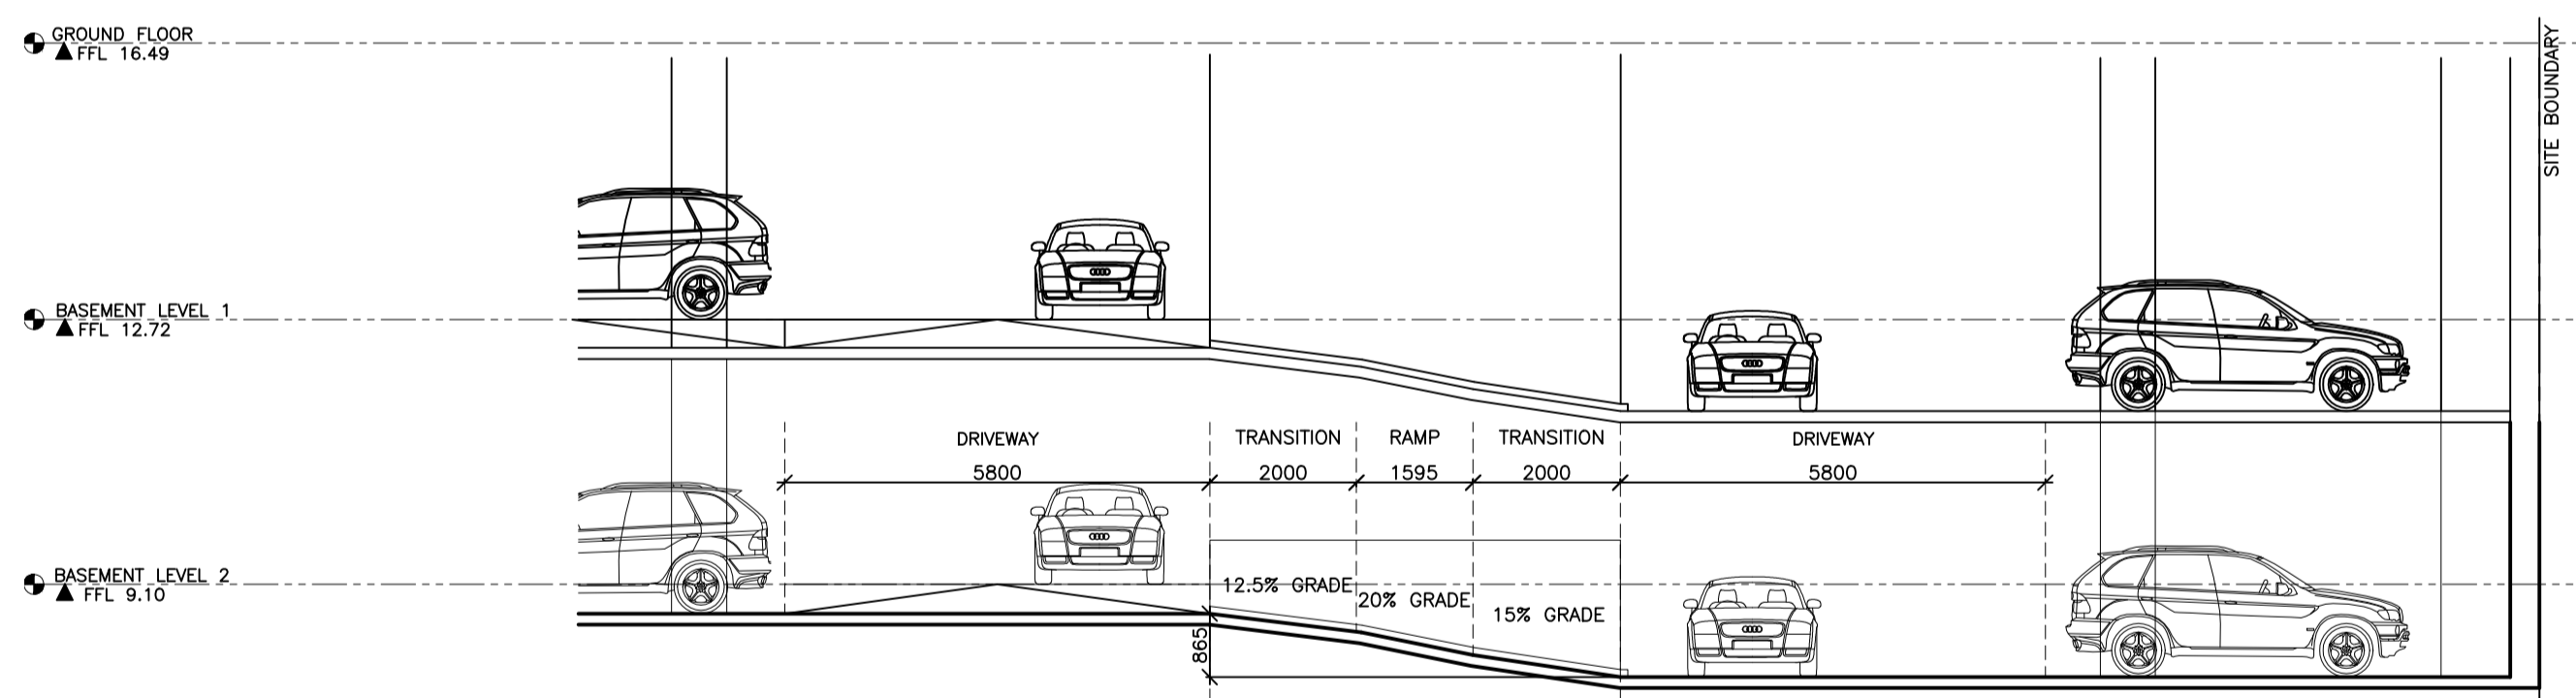 GROUND FLOOR
FFL 16.49
SITE BOUNDARY
BASEMENT LEVEL 1
FFL 12.72
DRIVEWAY
5800
TRANSITION
2000
RAMP
1595
TRANSITION
2000
DRIVEWAY
5800
BASEMENT LEVEL 2
FFL 9.10
12.5% GRADE
20% GRADE
15% GRADE
865